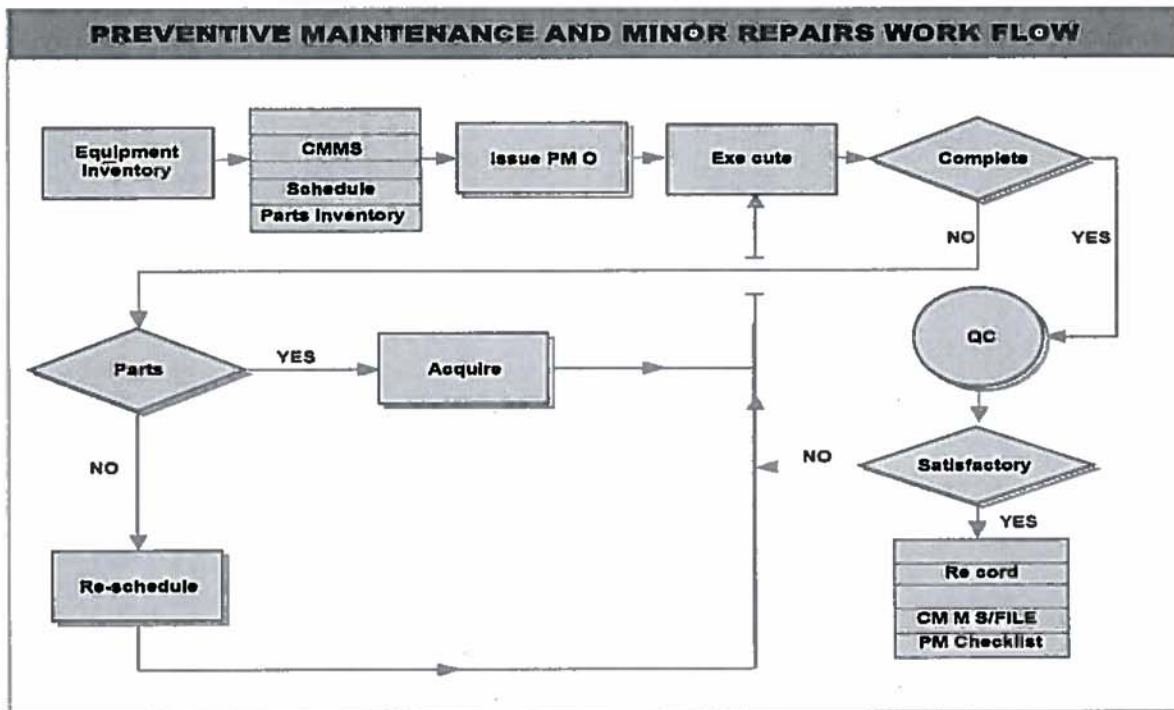 PREVENTIVE MAINTENANCE AND MINOR REPAIRS WORK FLOW
Equipment
Inventory
CMMS
Schedule
Parts Inventory
Issue PM O
Exe cute
Complete
NO
YES
Parts
YES
Acquire
QC
NO
Satisfactory
NO
YES
Re-schedule
Re cord
CM M S/FILE
PM Checklist